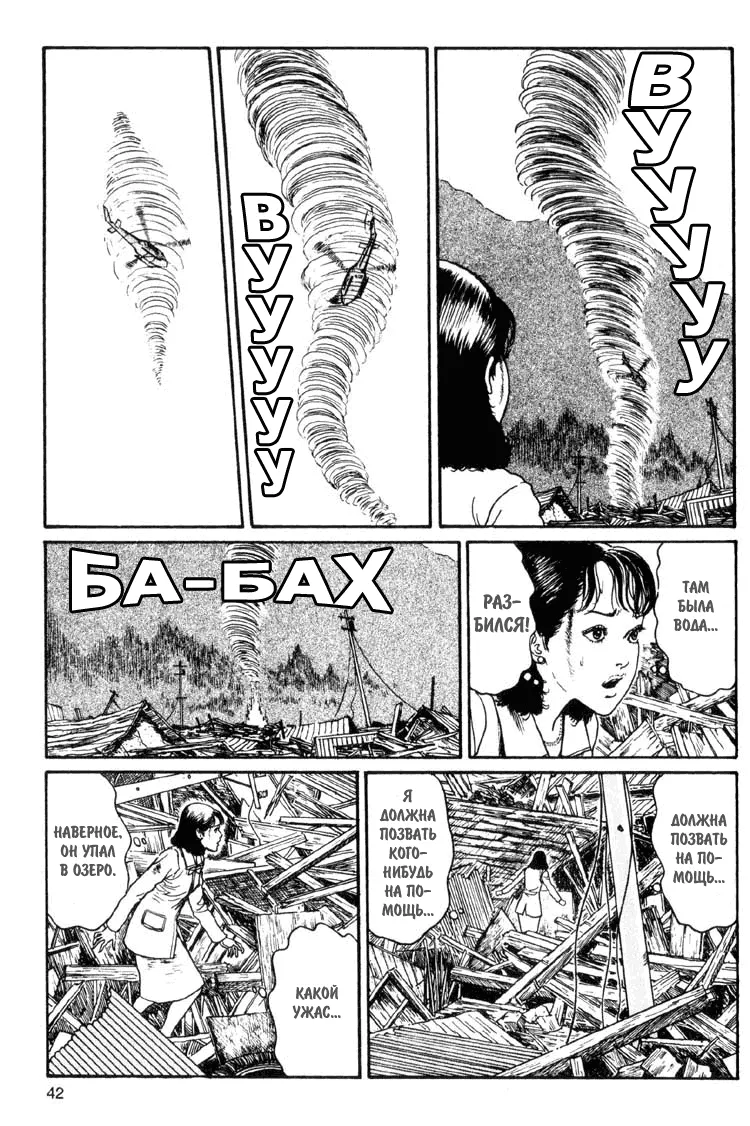 ВУУУУУУ
ВУУУУУ
БА-БАХ
РАЗ-
БИЛСЯ!
ТАМ
БЫЛА
ВОДА...
НАВЕРНОЕ,
ОН УПАЛ
В ОЗЕРО.
КАКОЙ
УЖАС...
Я
ДОЛЖНА
ПОЗВАТЬ
КОГО-
НИБУДЬ
НА ПО-
МОЩЬ...
ДОЛЖНА
ПОЗВАТЬ
НА ПО-
МОЩЬ...
42